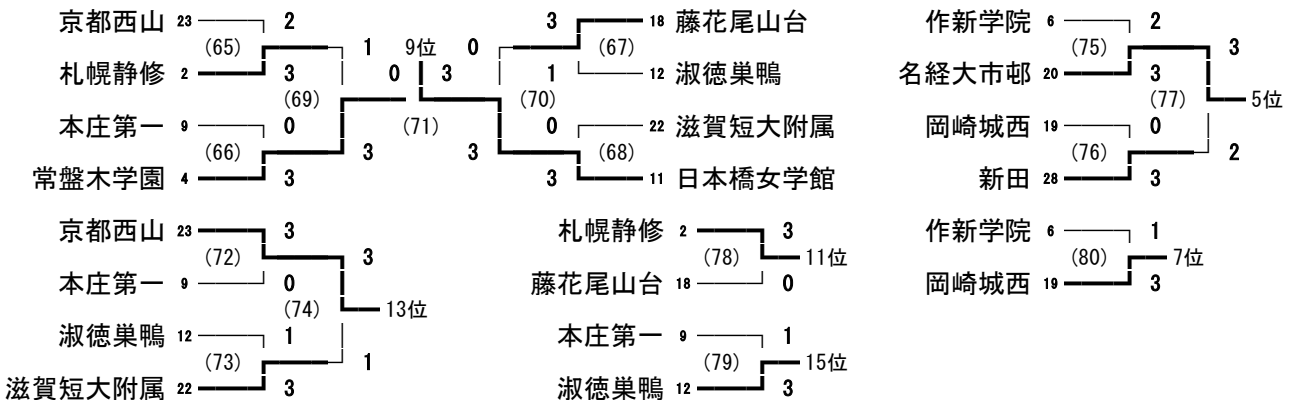 京都西山 23 2 3 18 藤花尾山台 作新学院 6 2
(65) 1 9位 0 (67) (75) 3
札幌静修 2 3 0 3 1 12 淑徳巣鴨 名経大市邨 20 3
(69) (70) (77) 5位
本庄第一 9 0 (71) 0 22 滋賀短大附属 岡崎城西 19 0
(66) 3 3 (68) (76) 2
常盤木学園 4 3 3 11 日本橋女学館 新田 28 3
京都西山 23 3 札幌静修 2 3 作新学院 6 1
(72) 3 (78) 11位 (80) 7位
本庄第一 9 0 藤花尾山台 18 0 岡崎城西 19 3
(74) 13位
淑徳巣鴨 12 1 本庄第一 9 1
(73) 1 (79) 15位
滋賀短大附属 22 3 淑徳巣鴨 12 3